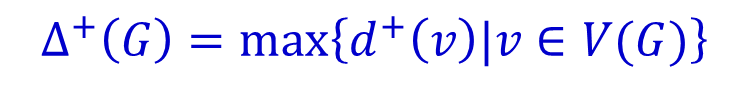 Δ⁺(G) = max{d⁺(v)|v ∈ V(G)}